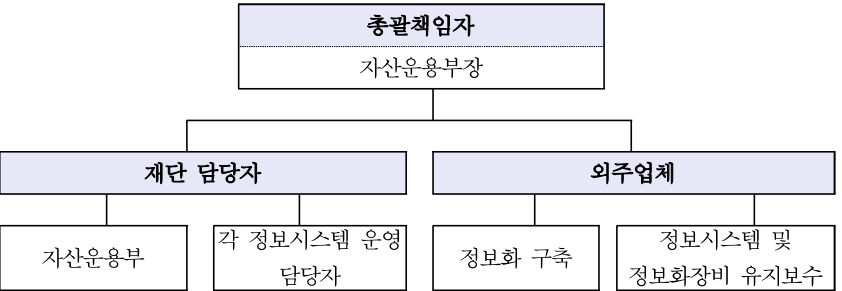 총괄책임자
자산운용부장
재단 담당자
외주업체
자산운용부
각 정보시스템 운영
담당자
정보화 구축
정보시스템 및
정보화장비 유지보수